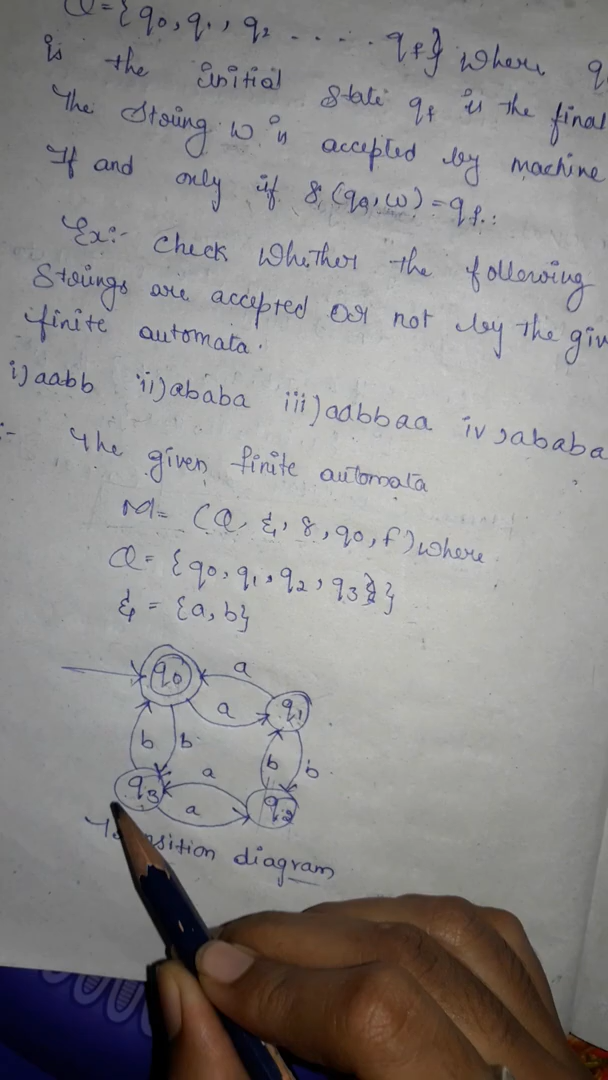 Q={q0, q1, q2 ..... qf} where q
is the initial state qf is the final
The string w is accepted by machine
If and only if δ(q0,w)=qf.
Ex:- Check Whether the following
Strings are accepted or not by the giv
finite automata.
i)aabb ii)ababa iii)aabbaa iv)ababa
:- The given finite automata
M= (Q, Σ, δ, q0, f) where
Q= {q0, q1, q2, q3}}
Σ = {a, b}
q0 a
a q1
b b b b
q3 a q2
a
Transition diagram